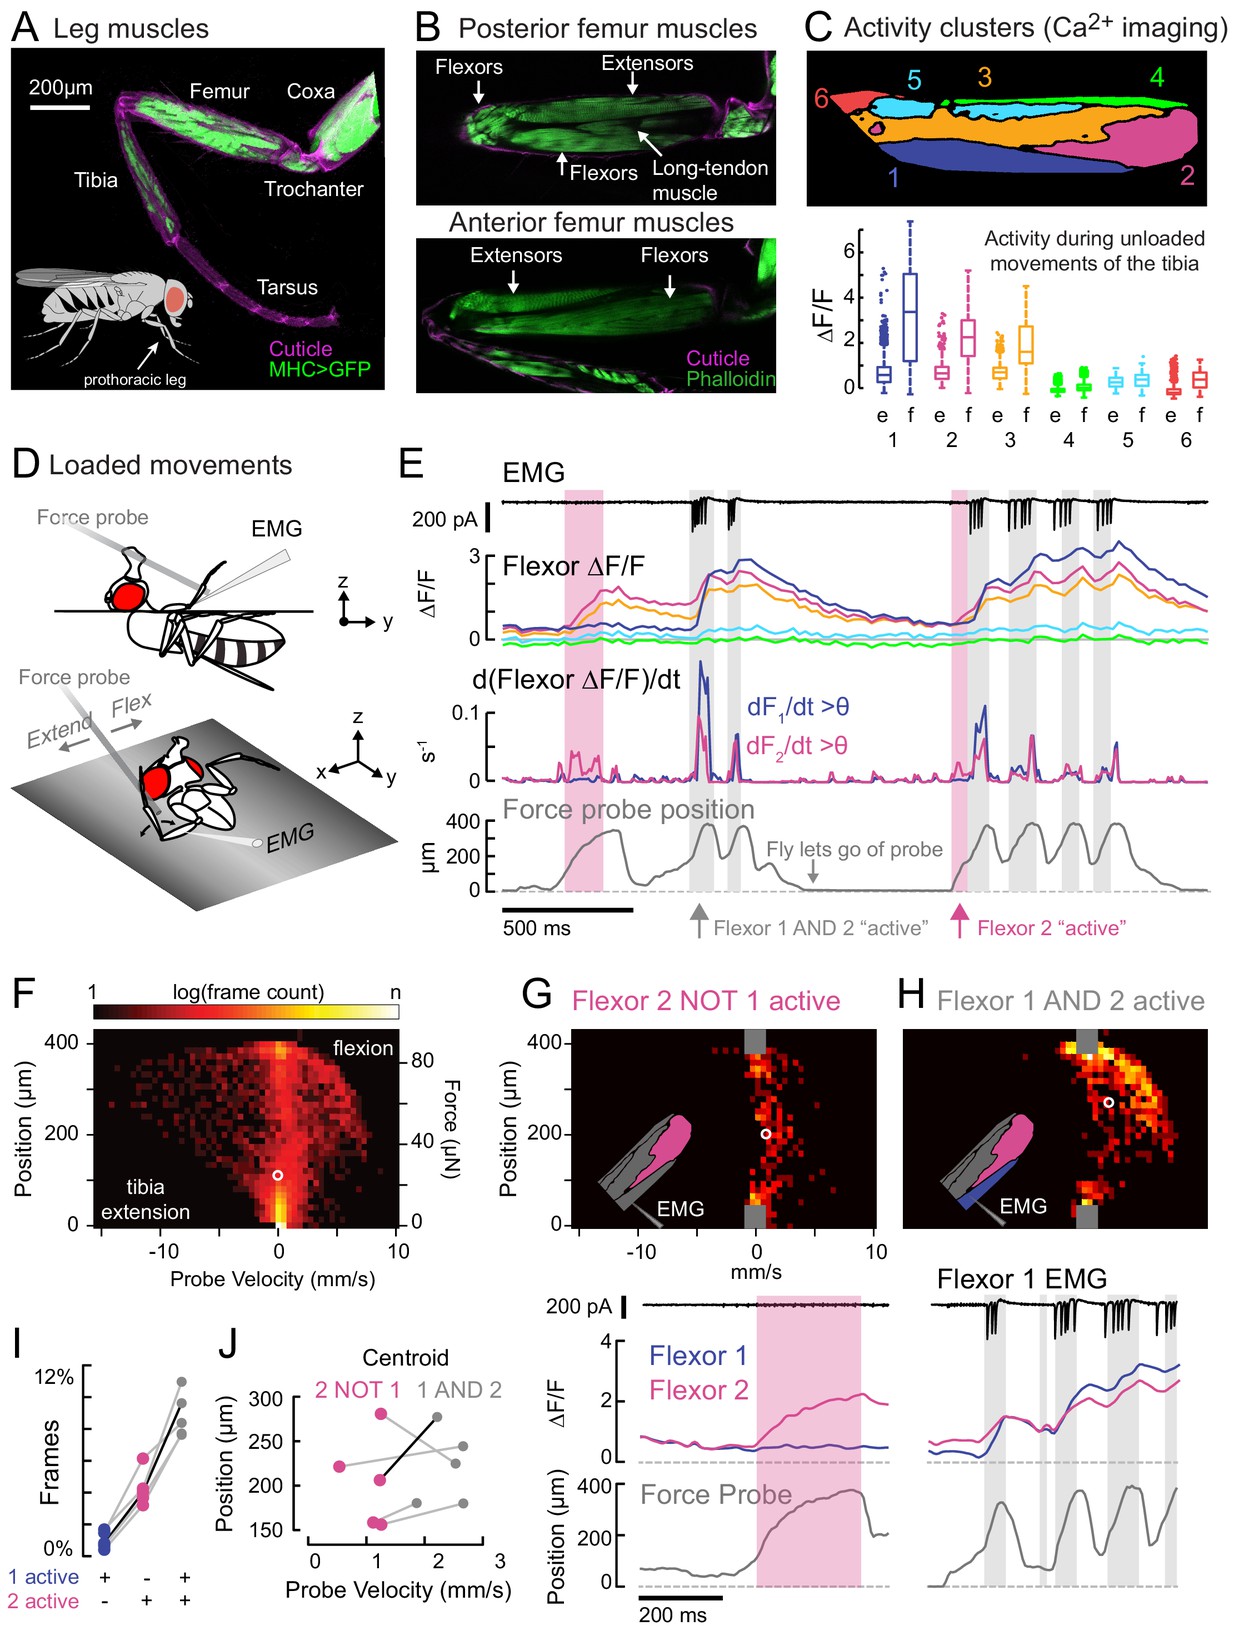 A Leg muscles
200µm
Femur
Coxa
Tibia
Trochanter
Tarsus
Cuticle
MHC>GFP
prothoracic leg
B Posterior femur muscles
Flexors
Extensors
Flexors
Long-tendon
muscle
Anterior femur muscles
Extensors
Flexors
Cuticle
Phalloidin
C Activity clusters (Ca2+ imaging)
6
5
3
4
1
2
Activity during unloaded
movements of the tibia
ΔF/F
6
4
2
0
e f e f e f e f e f e f
1 2 3 4 5 6
D Loaded movements
Force probe
EMG
z
y
Force probe
Extend
Flex
z
x
y
EMG
E
EMG
200 pA
Flexor ΔF/F
ΔF/F
3
0
d(Flexor ΔF/F)/dt
dF1/dt >θ
dF2/dt >θ
0.1
s-1
0
Force probe position
400
µm
200
0
Fly lets go of probe
500 ms
Flexor 1 AND 2 “active”
Flexor 2 “active”
F
1 log(frame count) n
flexion
tibia
extension
Position (µm)
400
200
0
80
40
0
Force (µN)
-10 0 10
Probe Velocity (mm/s)
G Flexor 2 NOT 1 active
Position (µm)
400
200
0
EMG
-10 0 10
mm/s
H Flexor 1 AND 2 active
EMG
Flexor 1 EMG
200 pA
Flexor 1
Flexor 2
ΔF/F
4
2
0
Force Probe
Position (µm)
400
200
0
200 ms
I
12%
Frames
0%
1 active + - +
2 active - + +
J
Centroid
2 NOT 1 1 AND 2
Position (µm)
300
250
200
150
0 1 2 3
Probe Velocity (mm/s)